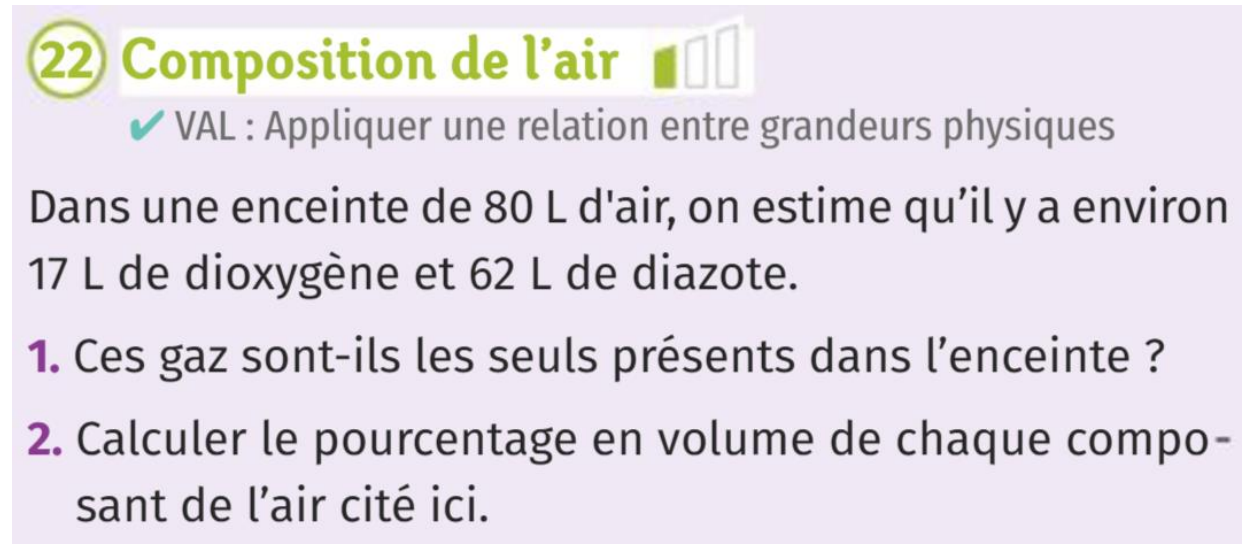 22 Composition de l’air
✔ VAL : Appliquer une relation entre grandeurs physiques
Dans une enceinte de 80 L d'air, on estime qu’il y a environ
17 L de dioxygène et 62 L de diazote.
1. Ces gaz sont-ils les seuls présents dans l’enceinte ?
2. Calculer le pourcentage en volume de chaque compo-
sant de l’air cité ici.